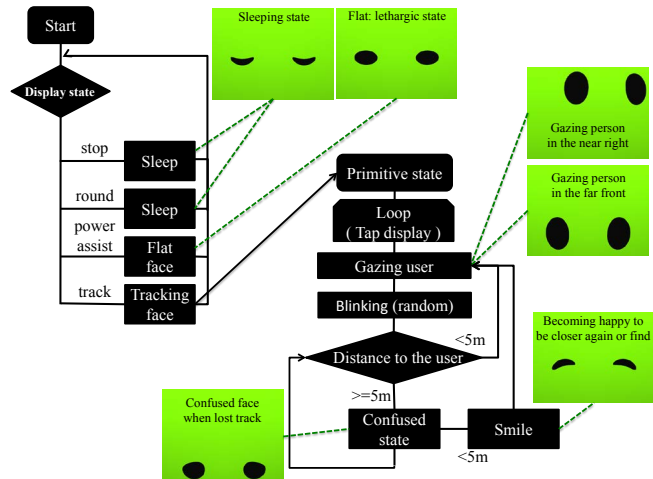 Start
Display state
stop
Sleep
round
Sleep
power
assist
Flat
face
track
Tracking
face
Sleeping state
Flat: lethargic state
Primitive state
Loop
( Tap display )
Gazing user
Blinking (random)
Distance to the user
<5m
>=5m
Confused
state
<5m
Smile
Gazing person
in the near right
Gazing person
in the far front
Becoming happy to
be closer again or find
Confused face
when lost track